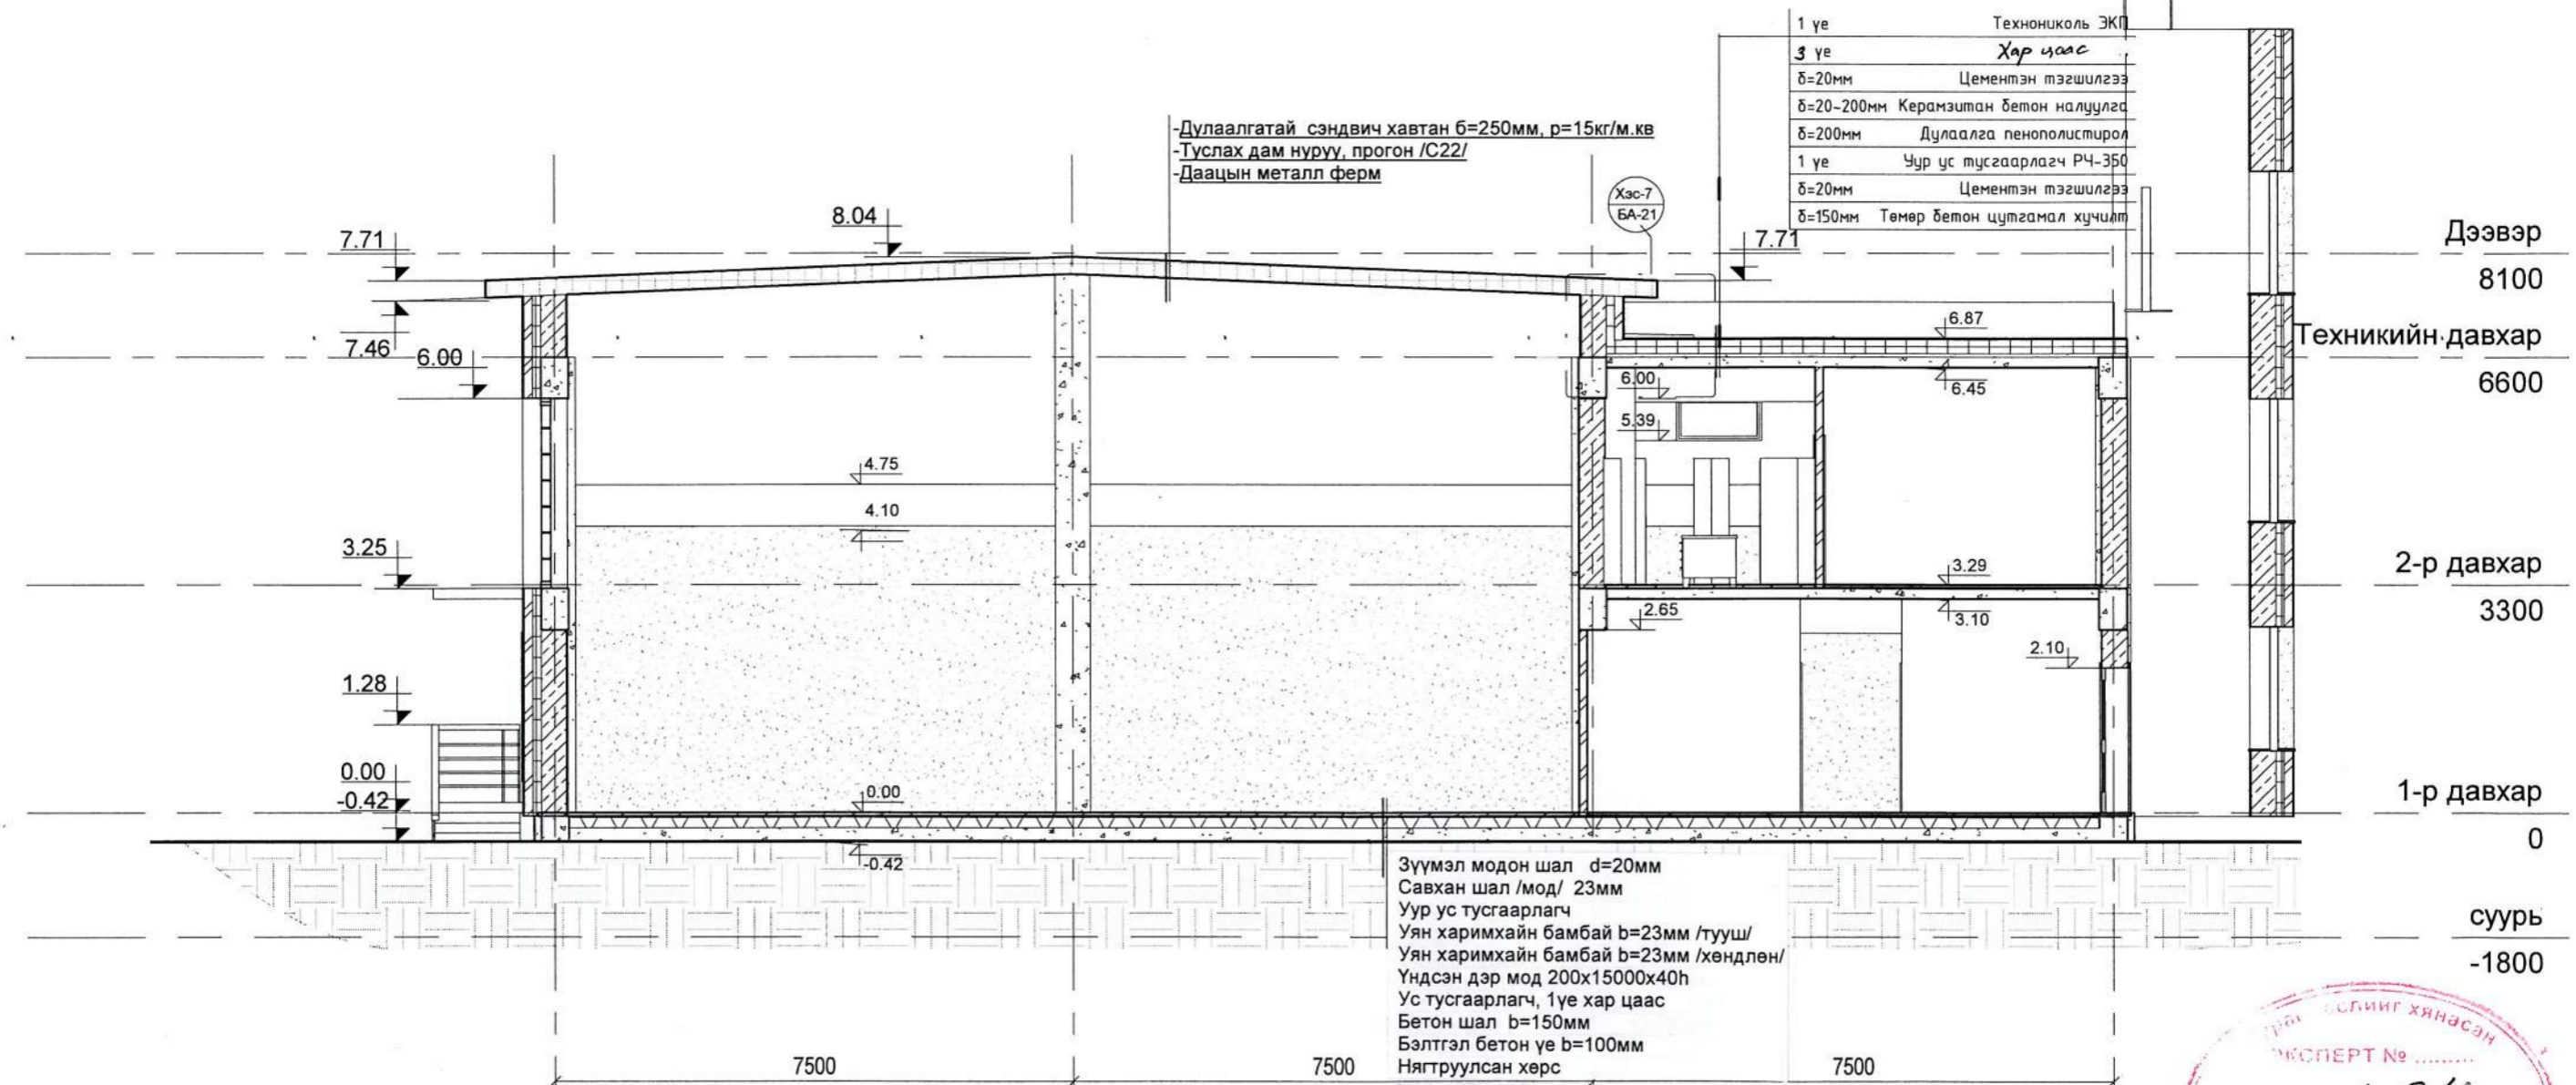 1 үе Технониколь ЭКП
3 үе Хар цаас
δ=20мм Цементэн тэгшилгээ
δ=20-200мм Керамзитан бетон налуулга
δ=200мм Дулаалга пенополистирол
1 үе Уур ус тусгаарлагч РЧ-350
δ=20мм Цементэн тэгшилгээ
δ=150мм Төмөр бетон цутгамал хучилт
-Дулаалгатай сэндвич хавтан б=250мм, р=15кг/м.кв
-Туслах дам нуруу, прогон /С22/
-Даацын металл ферм
Хэс-7
БА-21
8.04
7.71
7.71
7.46
6.00
6.87
6.00
6.45
5.39
4.75
4.10
3.25
3.29
2.65
3.10
2.10
1.28
0.00
-0.42
0.00
-0.42
Дээвэр
8100
Техникийн давхар
6600
2-р давхар
3300
1-р давхар
0
суурь
-1800
Зүүмэл модон шал d=20мм
Савхан шал /мод/ 23мм
Уур ус тусгаарлагч
Уян харимхайн бамбай b=23мм /тууш/
Уян харимхайн бамбай b=23мм /хөндлөн/
Үндсэн дэр мод 200x15000x40h
Ус тусгаарлагч, 1үе хар цаас
Бетон шал b=150мм
Бэлтгэл бетон үе b=100мм
Нягтруулсан хөрс
7500
7500
7500
хянасан
ЭКСПЕРТ № .........